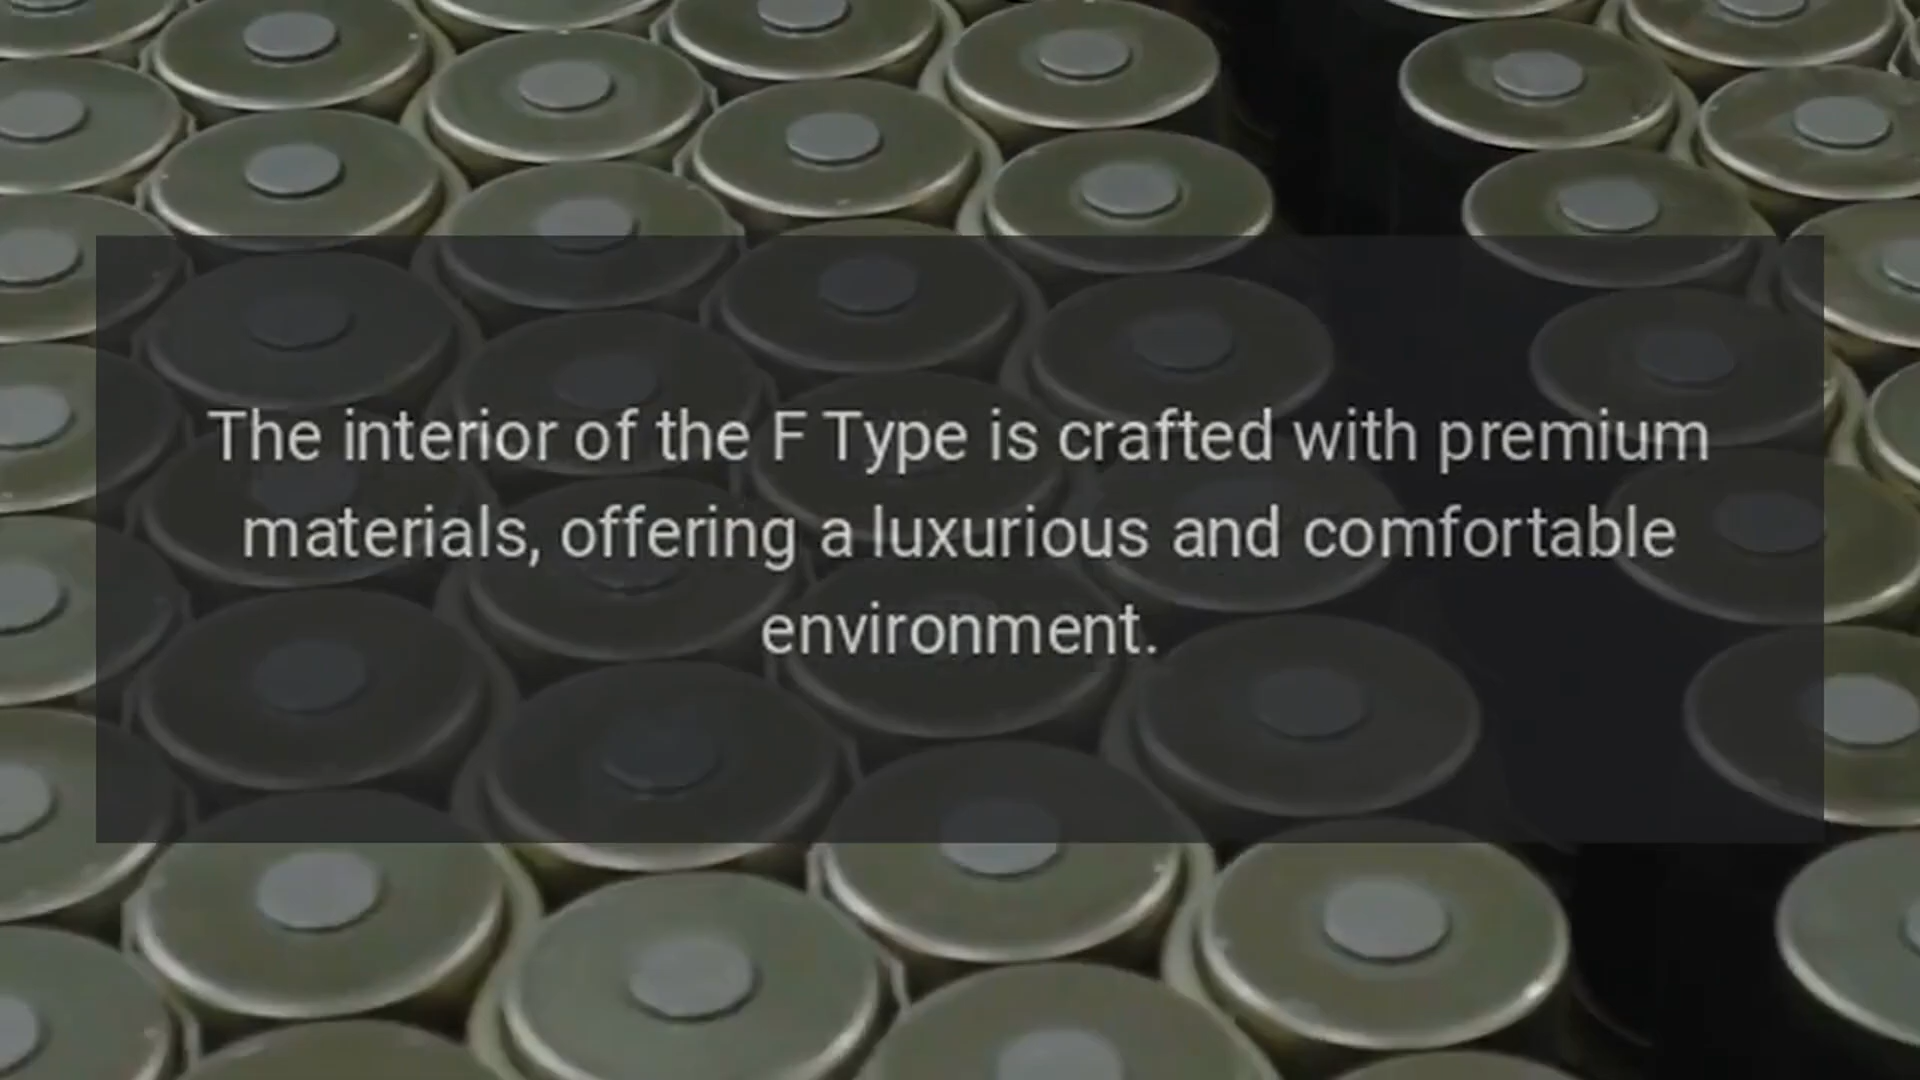 The interior of the F Type is crafted with premium
materials, offering a luxurious and comfortable
environment.